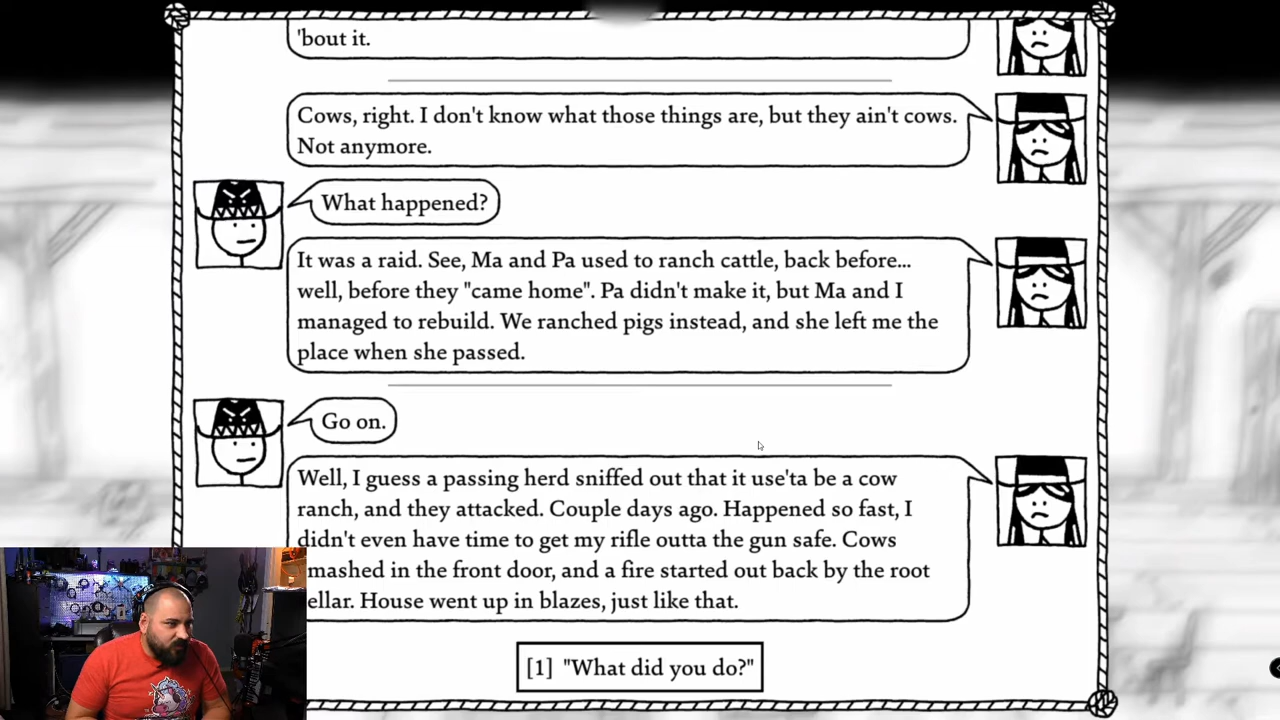 'bout it.
Cows, right. I don't know what those things are, but they ain't cows.
Not anymore.
What happened?
It was a raid. See, Ma and Pa used to ranch cattle, back before...
well, before they "came home". Pa didn't make it, but Ma and I
managed to rebuild. We ranched pigs instead, and she left me the
place when she passed.
Go on.
Well, I guess a passing herd sniffed out that it use'ta be a cow
ranch, and they attacked. Couple days ago. Happened so fast, I
didn't even have time to get my rifle outta the gun safe. Cows
mashed in the front door, and a fire started out back by the root
ellar. House went up in blazes, just like that.
[1] "What did you do?"